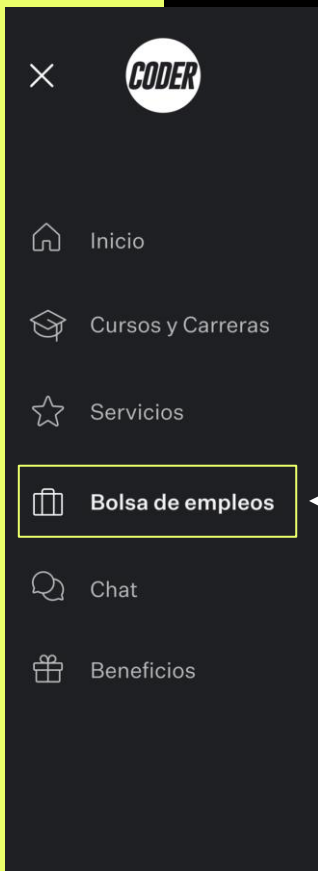 CODER
Inicio
Cursos y Carreras
Servicios
Bolsa de empleos
Chat
Beneficios